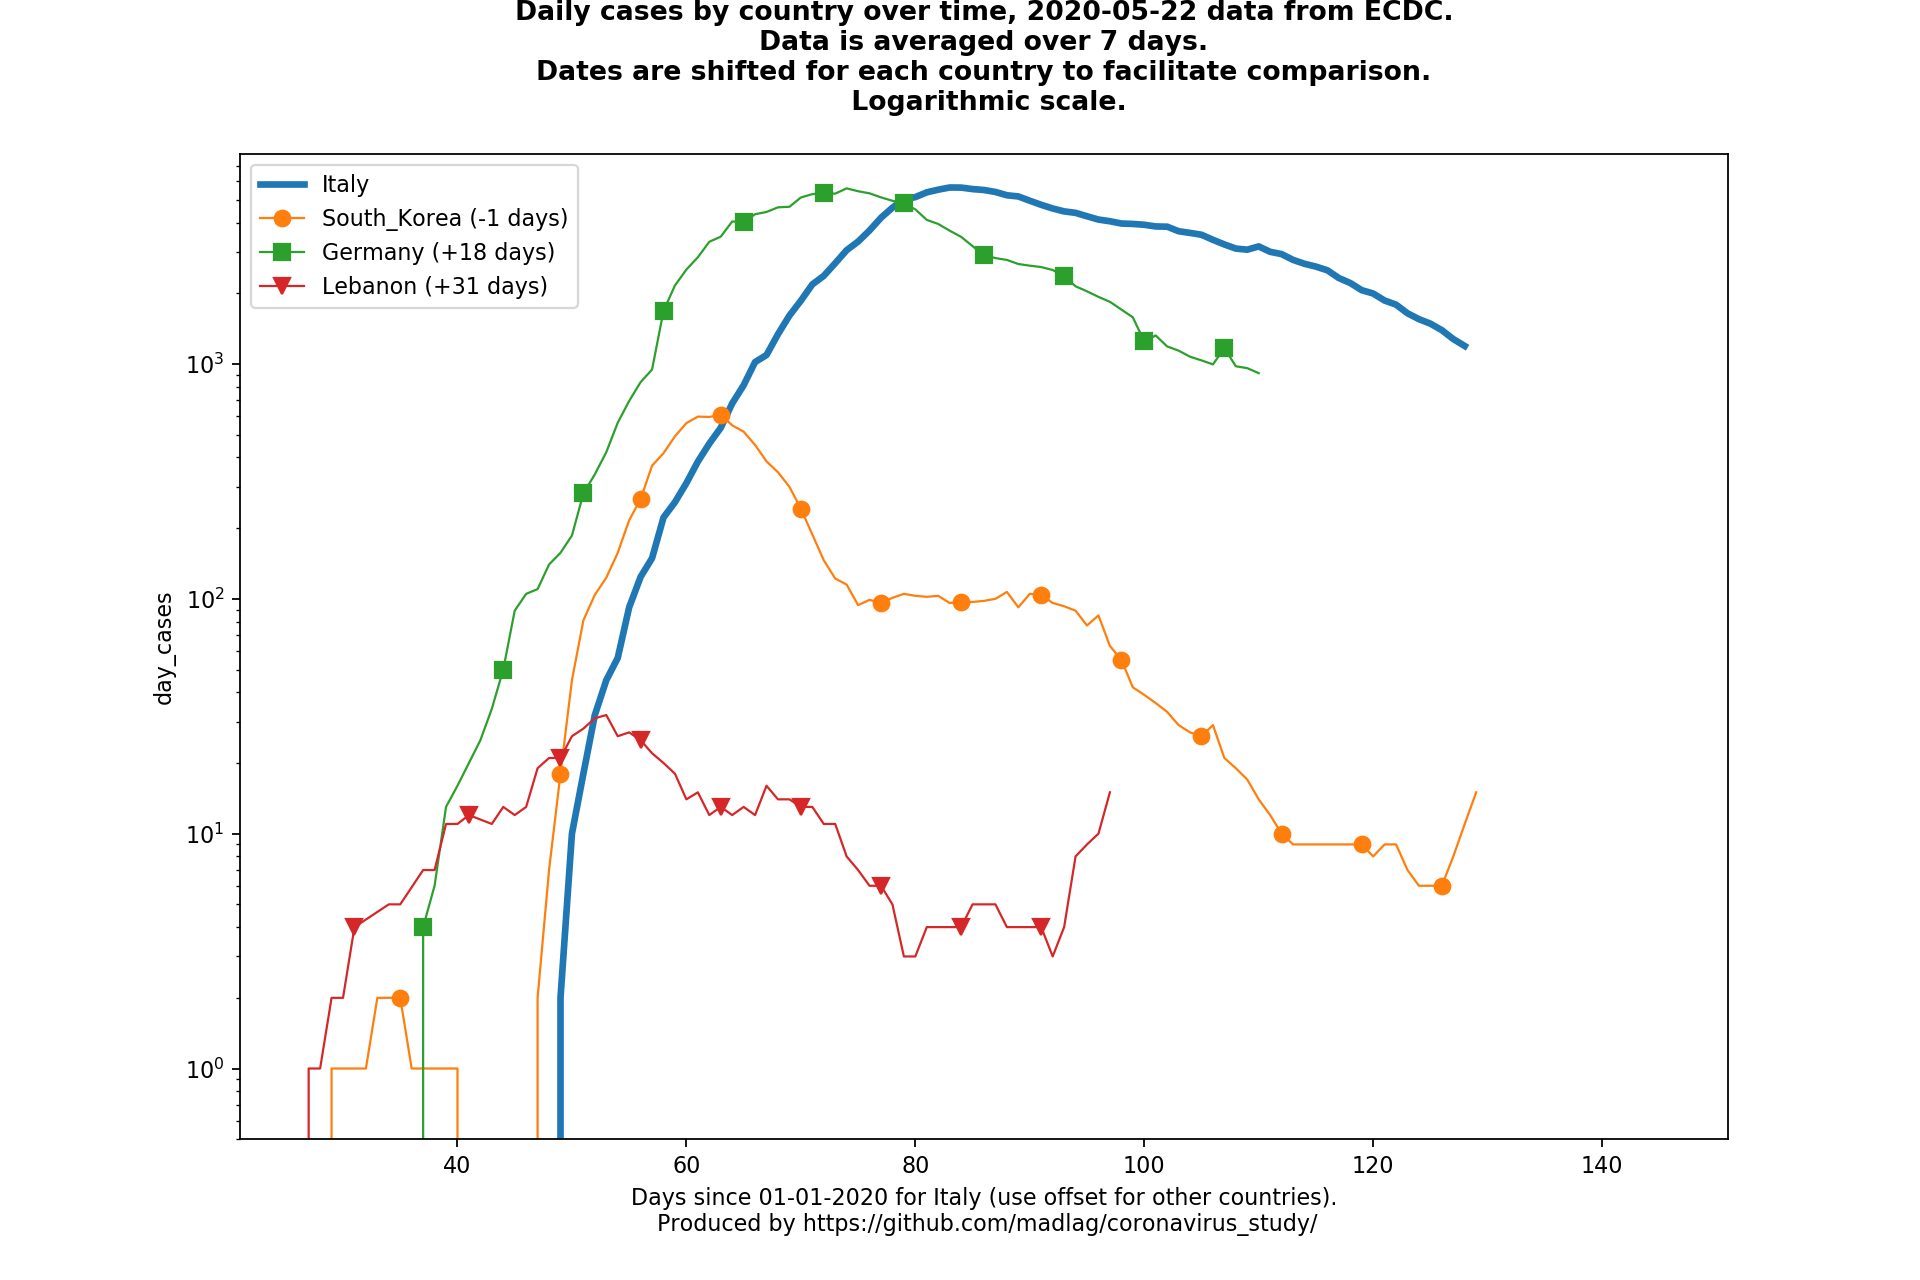 Daily cases by country over time, 2020-05-22 data from ECDC.
Data is averaged over 7 days.
Dates are shifted for each country to facilitate comparison.
Logarithmic scale.
Italy
South_Korea (-1 days)
Germany (+18 days)
Lebanon (+31 days)
10³
10²
10¹
10⁰
day_cases
40 60 80 100 120 140
Days since 01-01-2020 for Italy (use offset for other countries).
Produced by https://github.com/madlag/coronavirus_study/